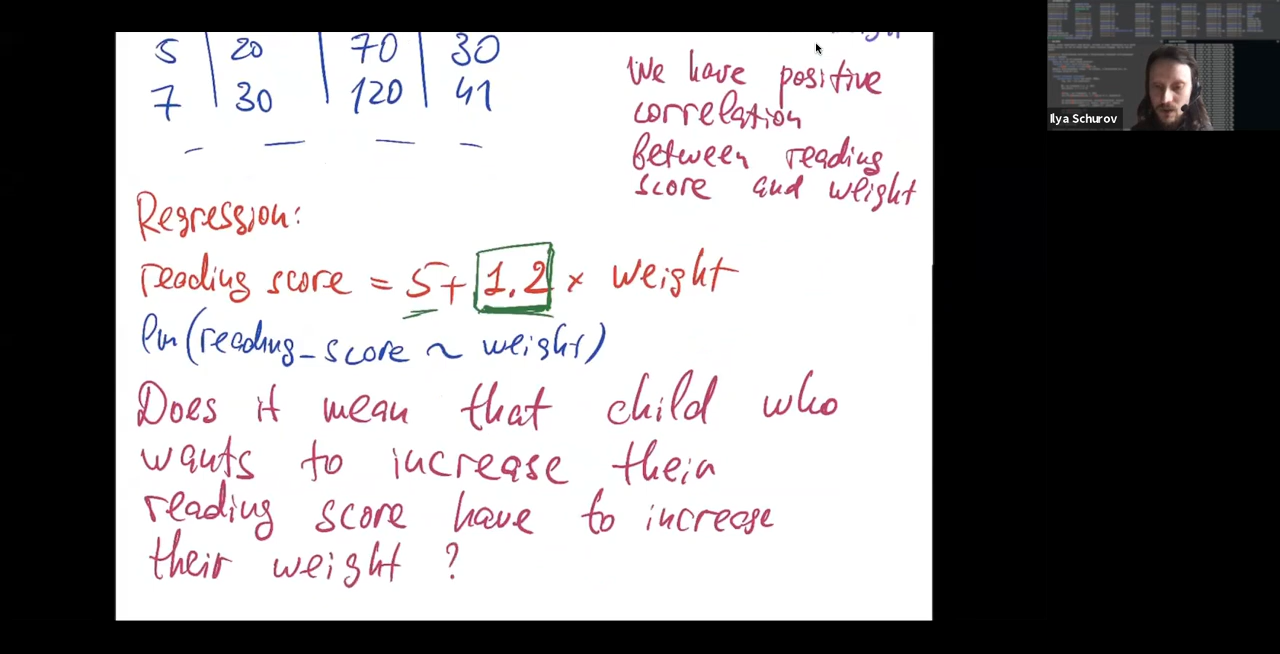 5 20 70 30
7 30 120 41
We have positive
correlation
between reading
score and weight
Regression:
reading score = 5 + 1.2 × weight
lm(reading_score ~ weight)
Does it mean that child who
wants to increase their
reading score have to increase
their weight ?
Ilya Schurov